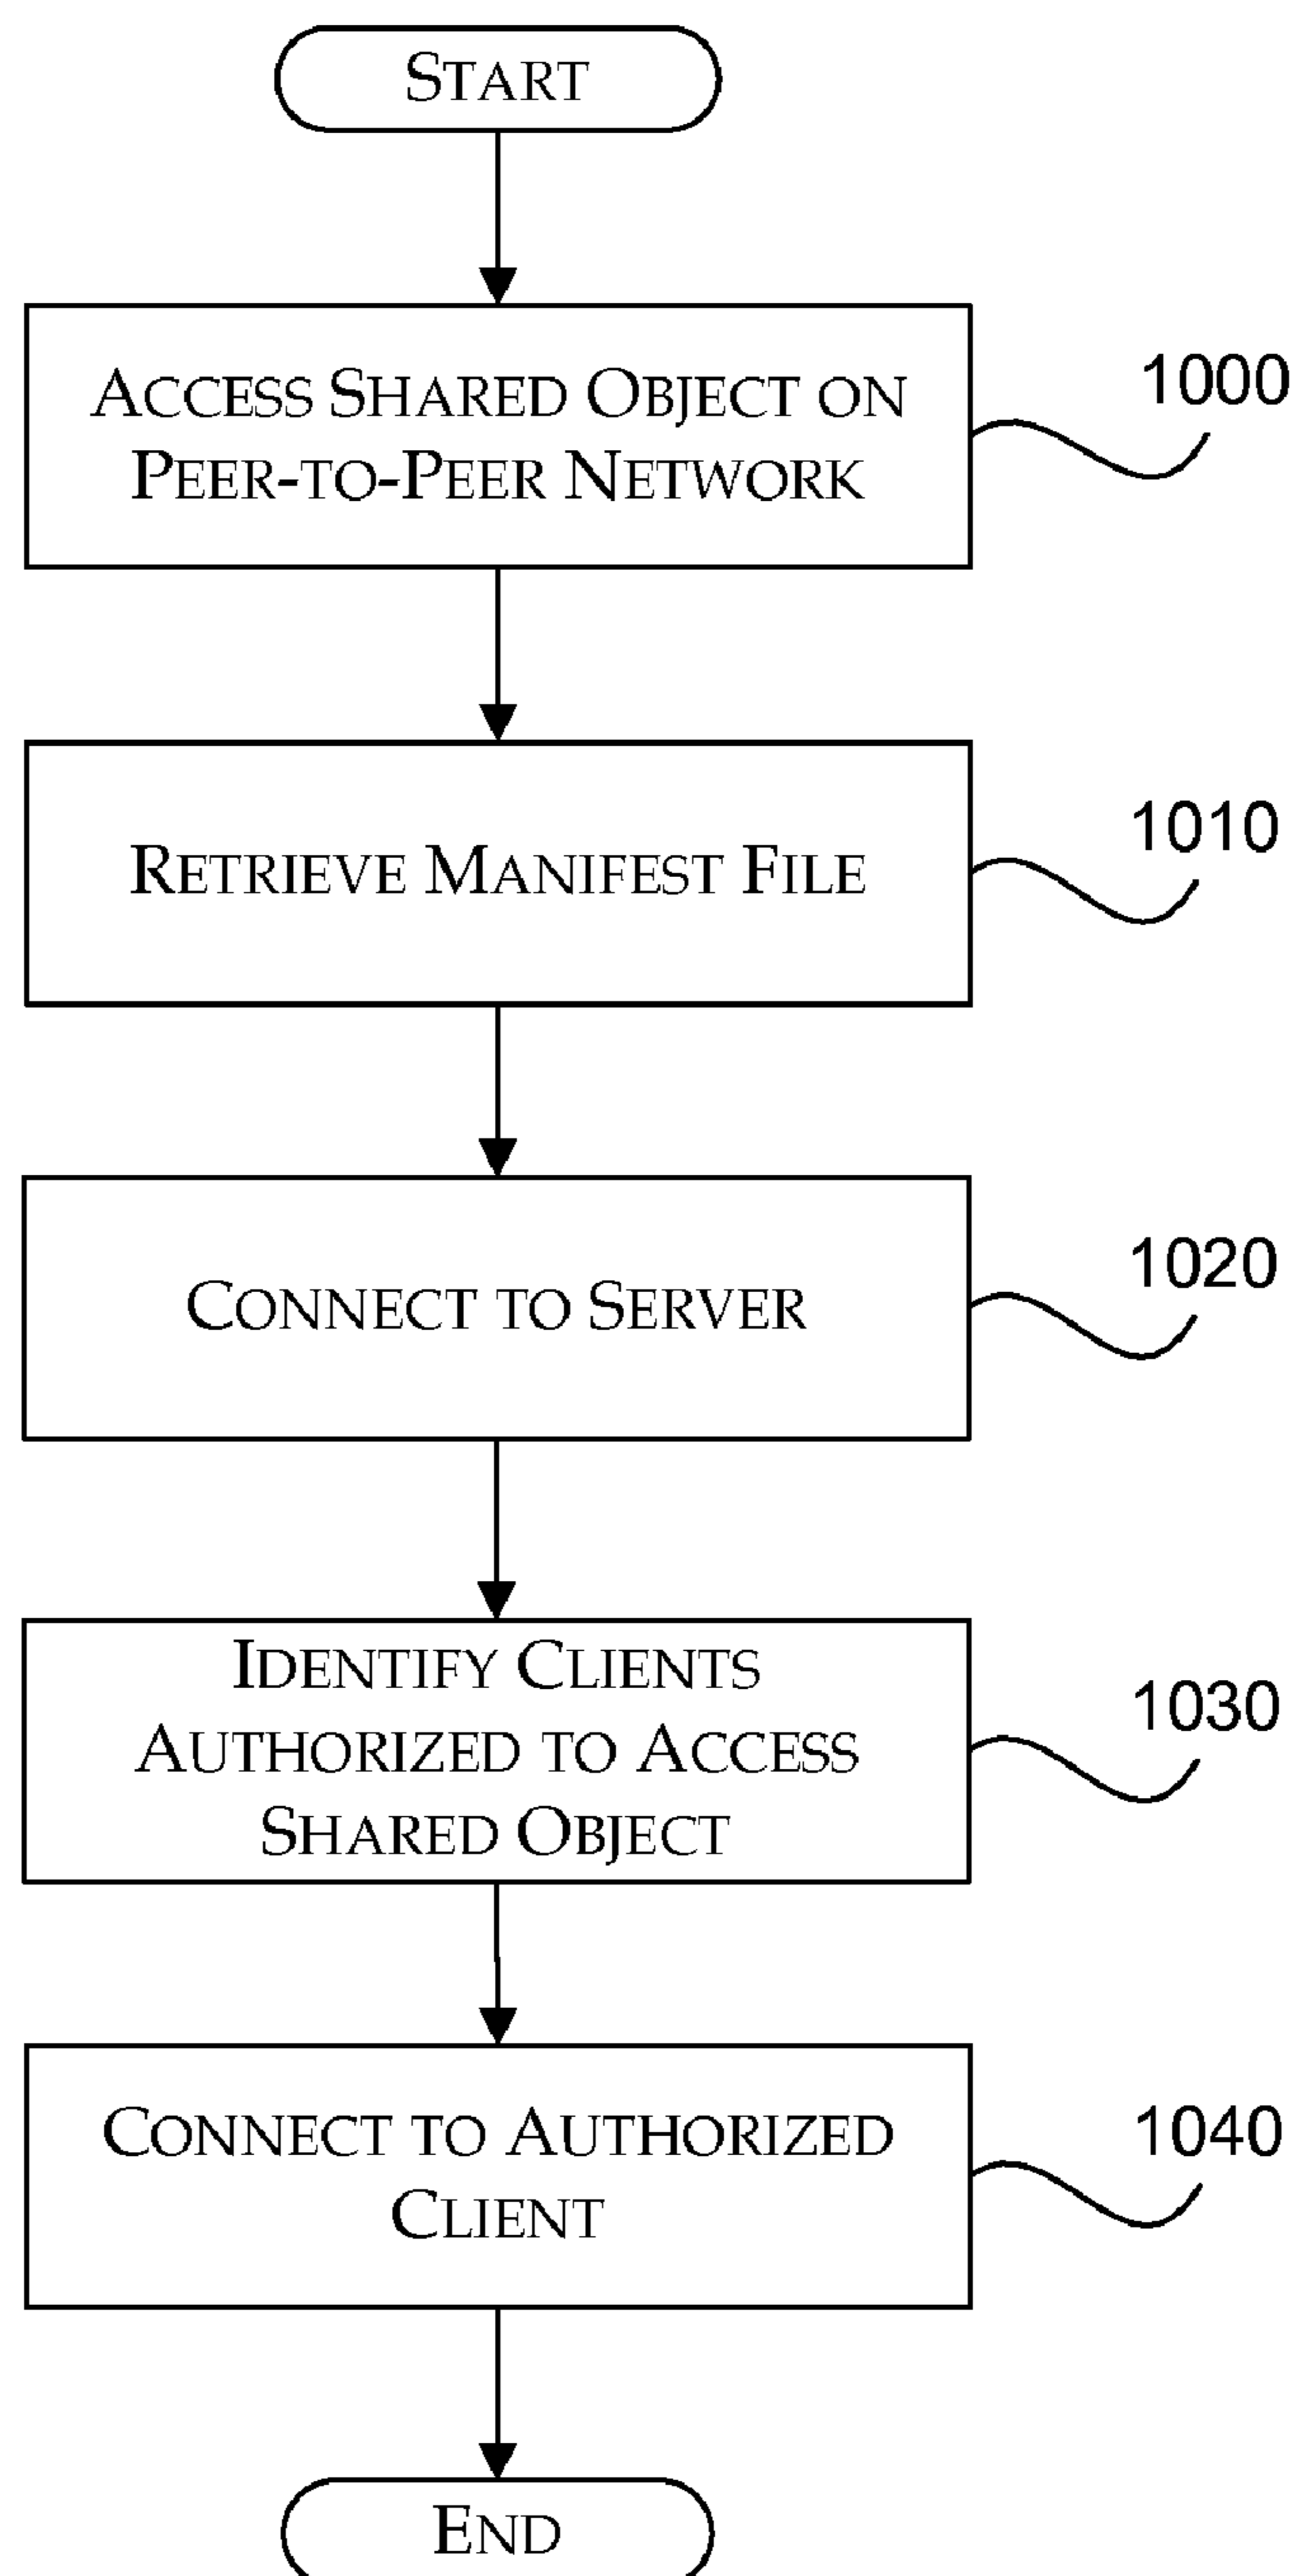 START
ACCESS SHARED OBJECT ON
PEER-TO-PEER NETWORK
1000
RETRIEVE MANIFEST FILE
1010
CONNECT TO SERVER
1020
IDENTIFY CLIENTS
AUTHORIZED TO ACCESS
SHARED OBJECT
1030
CONNECT TO AUTHORIZED
CLIENT
1040
END